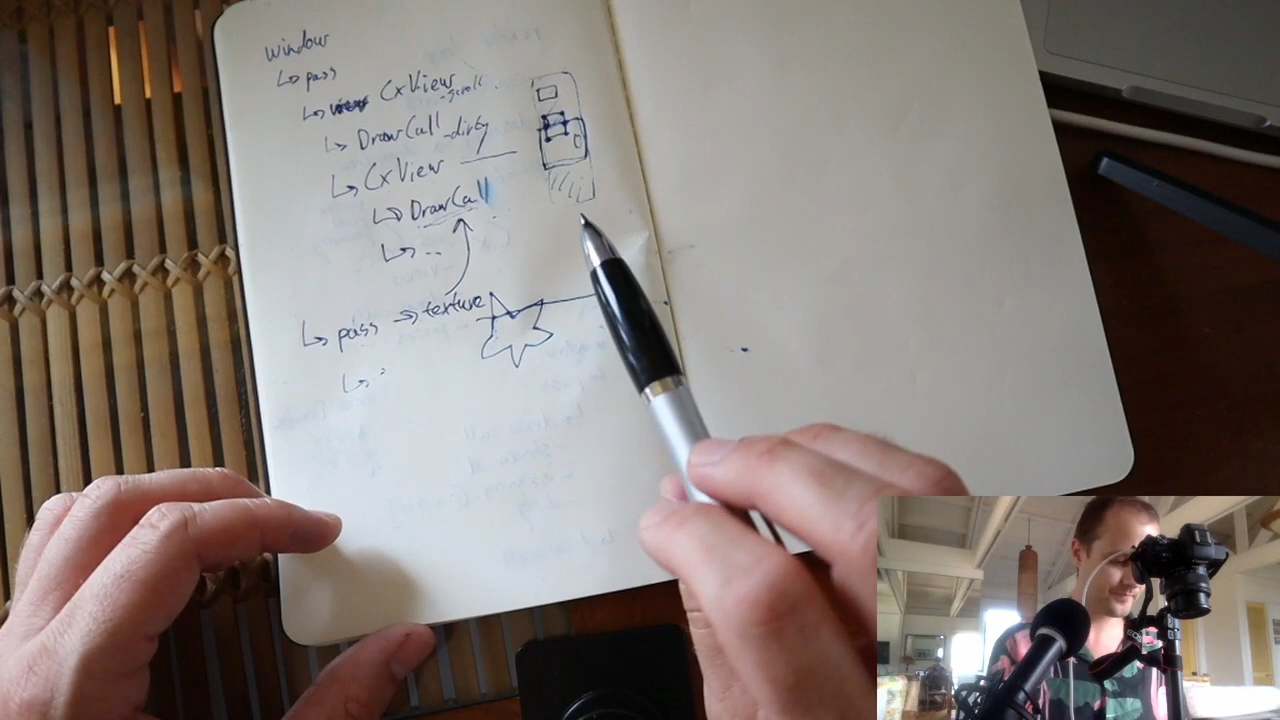 window
↳ pass
↳ CxView -scroll
↳ DrawCall -dirty
↳ CxView
↳ DrawCall
↳ ..
↳ pass → texture
↳